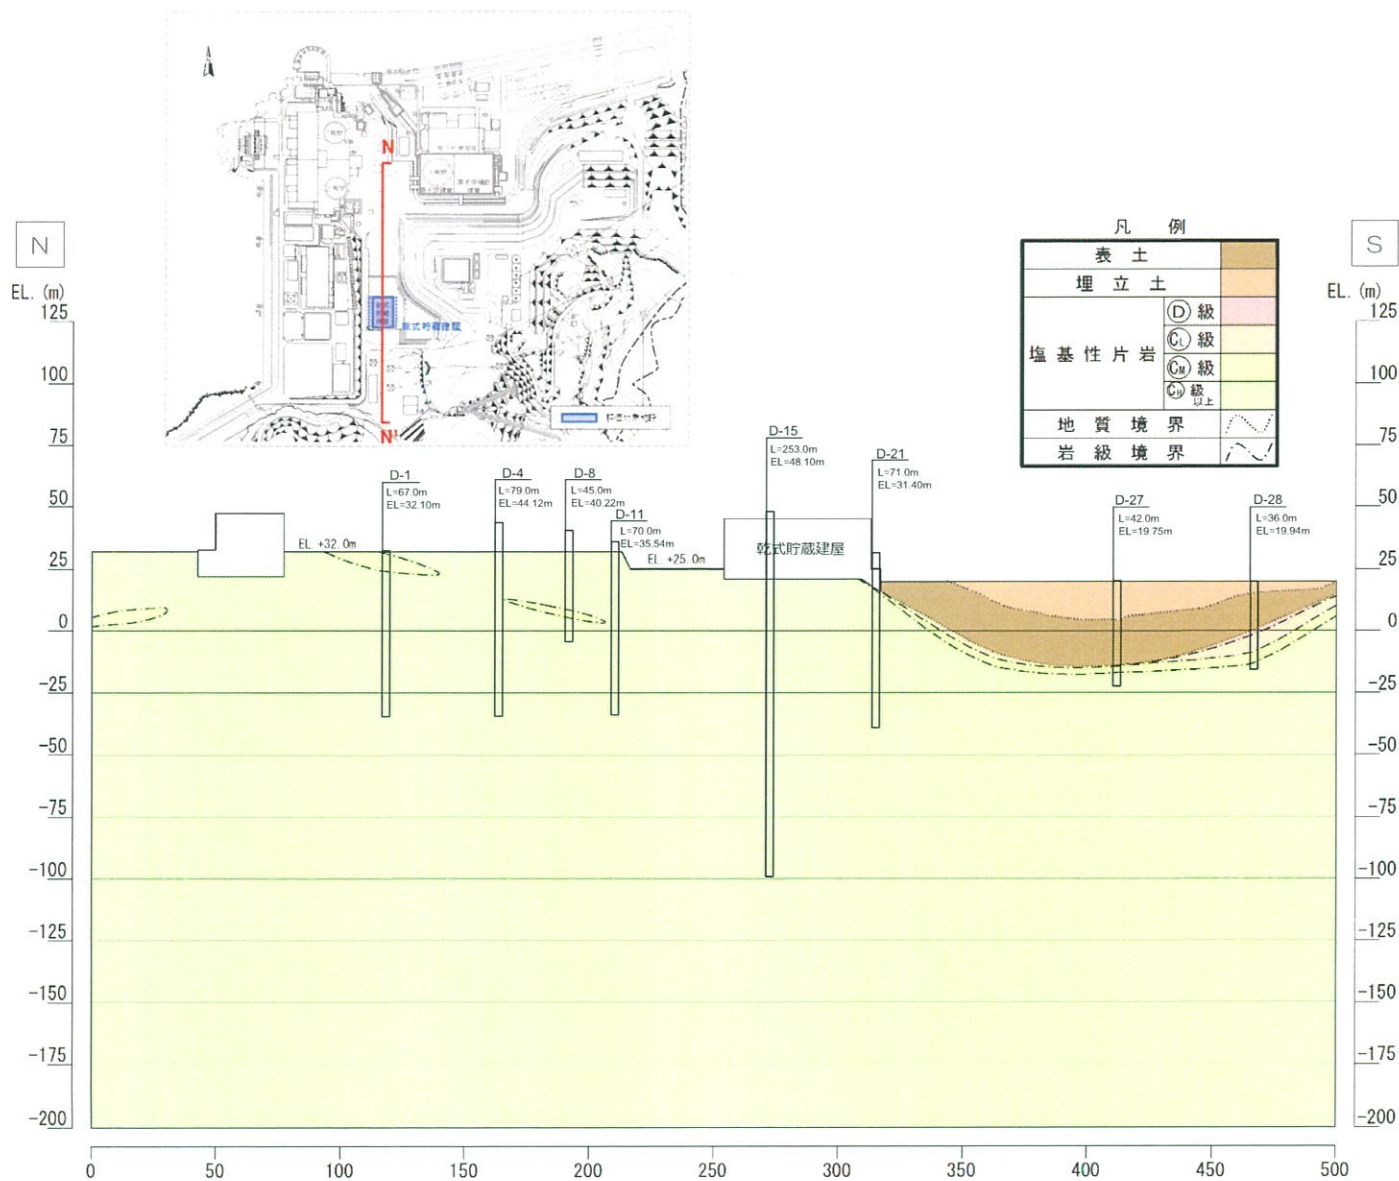 N
乾式貯蔵建屋
N'
N
EL. (m)
125
100
75
50
25
0
-25
-50
-75
-100
-125
-150
-175
-200
凡 例
表 土
埋 立 土
塩 基 性 片 岩
D 級
CL 級
CM 級
CH 級
以上
地 質 境 界
岩 級 境 界
S
EL. (m)
125
100
75
50
25
0
-25
-50
-75
-100
-125
-150
-175
-200
D-1
L=67.0m
EL=32.10m
D-4
L=79.0m
EL=44.12m
D-8
L=45.0m
EL=40.22m
D-11
L=70.0m
EL=35.54m
D-15
L=253.0m
EL=48.10m
D-21
L=71.0m
EL=31.40m
D-27
L=42.0m
EL=19.75m
D-28
L=36.0m
EL=19.94m
EL. +32.0m
EL. +25.0m
乾式貯蔵建屋
0 50 100 150 200 250 300 350 400 450 500